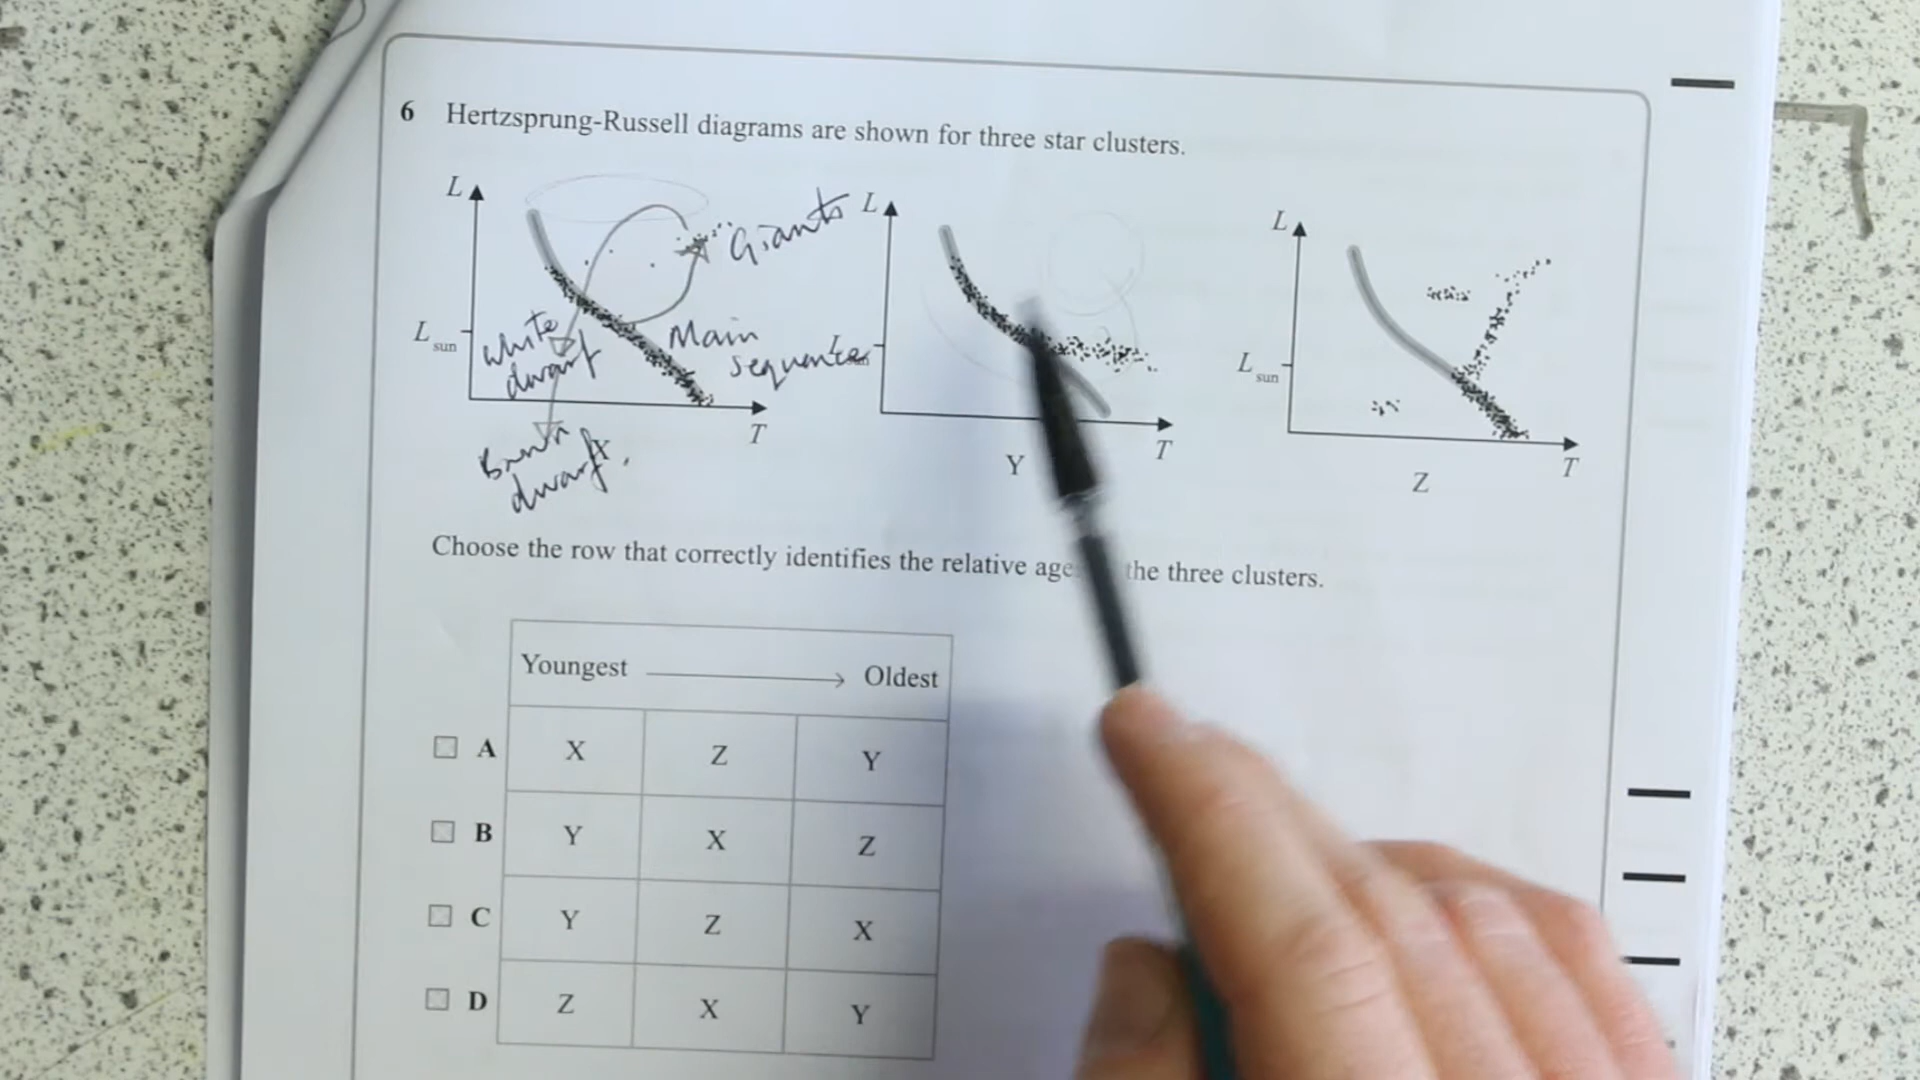 6 Hertzsprung-Russell diagrams are shown for three star clusters.
L
L sun
T
X
Giants
Main
sequence
white
dwarf
Brown
dwarf.
L
L
T
Y
L
L sun
T
Z
Choose the row that correctly identifies the relative age the three clusters.
Youngest Oldest
A X Z Y
B Y X Z
C Y Z X
D Z X Y